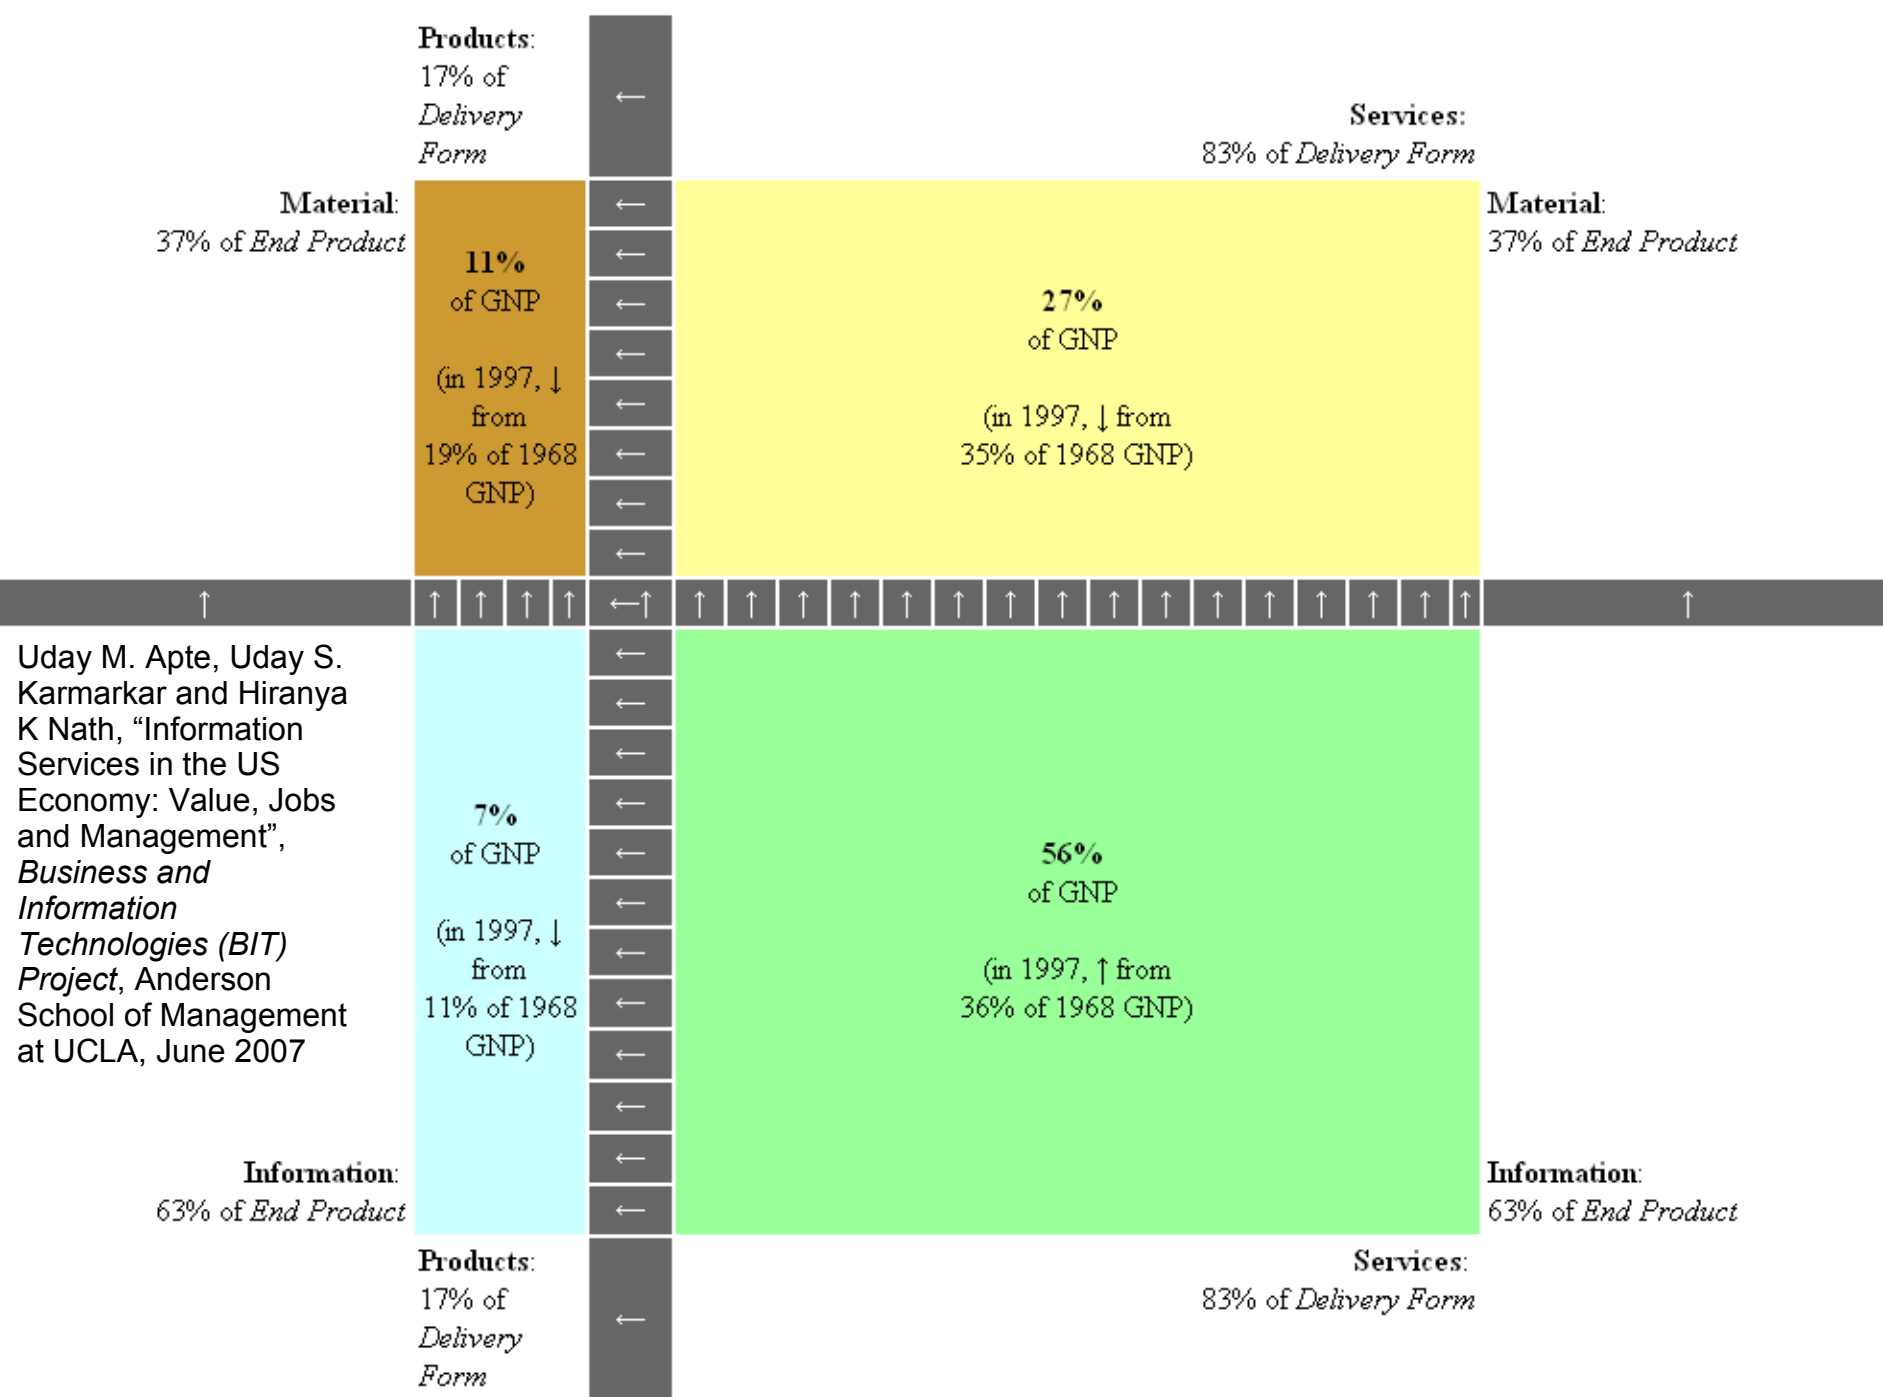 Products:
17% of
Delivery
Form
←
Services:
83% of Delivery Form
Material:
37% of End Product
11%
of GNP
(in 1997, ↓
from
19% of 1968
GNP)
←
←
←
←
←
←
←
←
27%
of GNP
(in 1997, ↓ from
35% of 1968 GNP)
Material:
37% of End Product
↑ ↑ ↑ ↑ ↑ ←↑ ↑ ↑ ↑ ↑ ↑ ↑ ↑ ↑ ↑ ↑ ↑ ↑ ↑ ↑ ↑ ↑ ↑
Uday M. Apte, Uday S.
Karmarkar and Hiranya
K Nath, “Information
Services in the US
Economy: Value, Jobs
and Management”,
Business and
Information
Technologies (BIT)
Project, Anderson
School of Management
at UCLA, June 2007
7%
of GNP
(in 1997, ↓
from
11% of 1968
GNP)
←
←
←
←
←
←
←
←
←
←
←
←
56%
of GNP
(in 1997, ↑ from
36% of 1968 GNP)
Information:
63% of End Product
Information:
63% of End Product
Products:
17% of
Delivery
Form
←
Services:
83% of Delivery Form